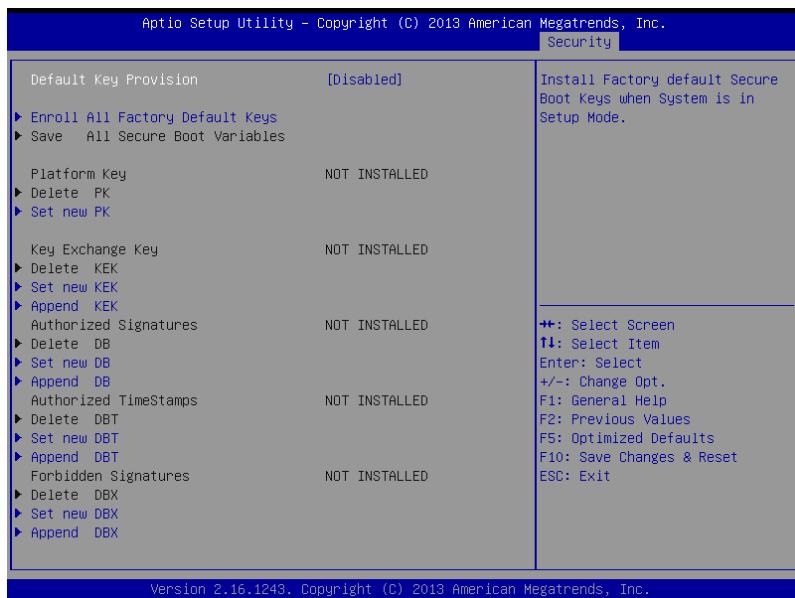 Aptio Setup Utility – Copyright (C) 2013 American Megatrends, Inc.
Security
Default Key Provision [Disabled]
Enroll All Factory Default Keys
Save All Secure Boot Variables
Platform Key NOT INSTALLED
Delete PK
Set new PK
Key Exchange Key NOT INSTALLED
Delete KEK
Set new KEK
Append KEK
Authorized Signatures NOT INSTALLED
Delete DB
Set new DB
Append DB
Authorized TimeStamps NOT INSTALLED
Delete DBT
Set new DBT
Append DBT
Forbidden Signatures NOT INSTALLED
Delete DBX
Set new DBX
Append DBX
Install Factory default Secure
Boot Keys when System is in
Setup Mode.
→←: Select Screen
↑↓: Select Item
Enter: Select
+/-: Change Opt.
F1: General Help
F2: Previous Values
F5: Optimized Defaults
F10: Save Changes & Reset
ESC: Exit
Version 2.16.1243. Copyright (C) 2013 American Megatrends, Inc.